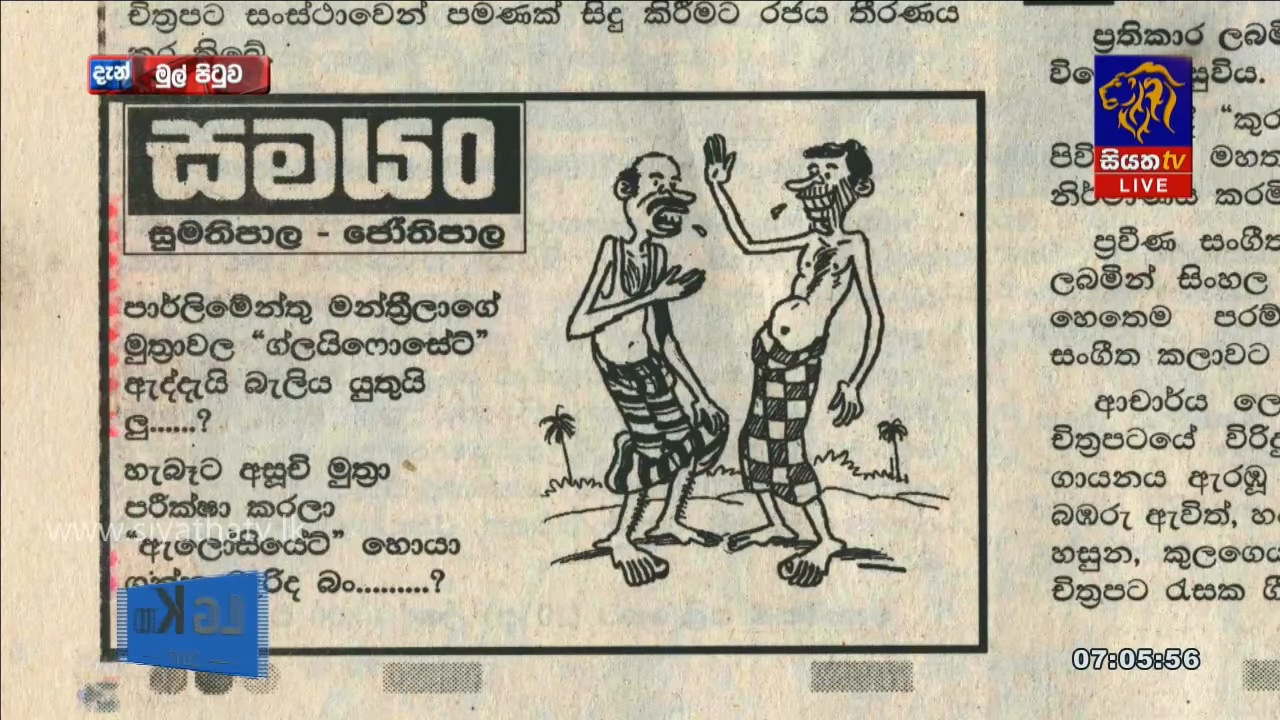 චිත්‍රපට සංස්ථාවෙන් පමණක් සිදු කිරීමට රජය තීරණය
දැන් මුල් පිටුව
සමයං
සුමතිපාල - ජෝතිපාල
පාර්ලිමේන්තු මන්ත්‍රීලාගේ
මුත්‍රාවල “ග්ලයිෆොසේට්”
ඇද්දැයි බැලිය යුතුයි
ලු......?
හැබෑට අසූචි මුත්‍රා
පරීක්ෂා කරලා
“ඇලොසියේට්” හොයා
බං.........?
www.siyathatv.lk
ප්‍රතිකාර
සුවිය.
සියත tv
LIVE
“කුර
මහත
කරමි
ප්‍රවීණ සංගීත
ලබමින් සිංහල
හෙතෙම පරම
සංගීත කලාවට
ආචාර්ය ලෙ
චිත්‍රපටයේ විරිදු
ගායනය ඇරඹූ
බඹරු ඇවිත්,
හසුන, කුලගෙය
චිත්‍රපට රැසක
07:05:56